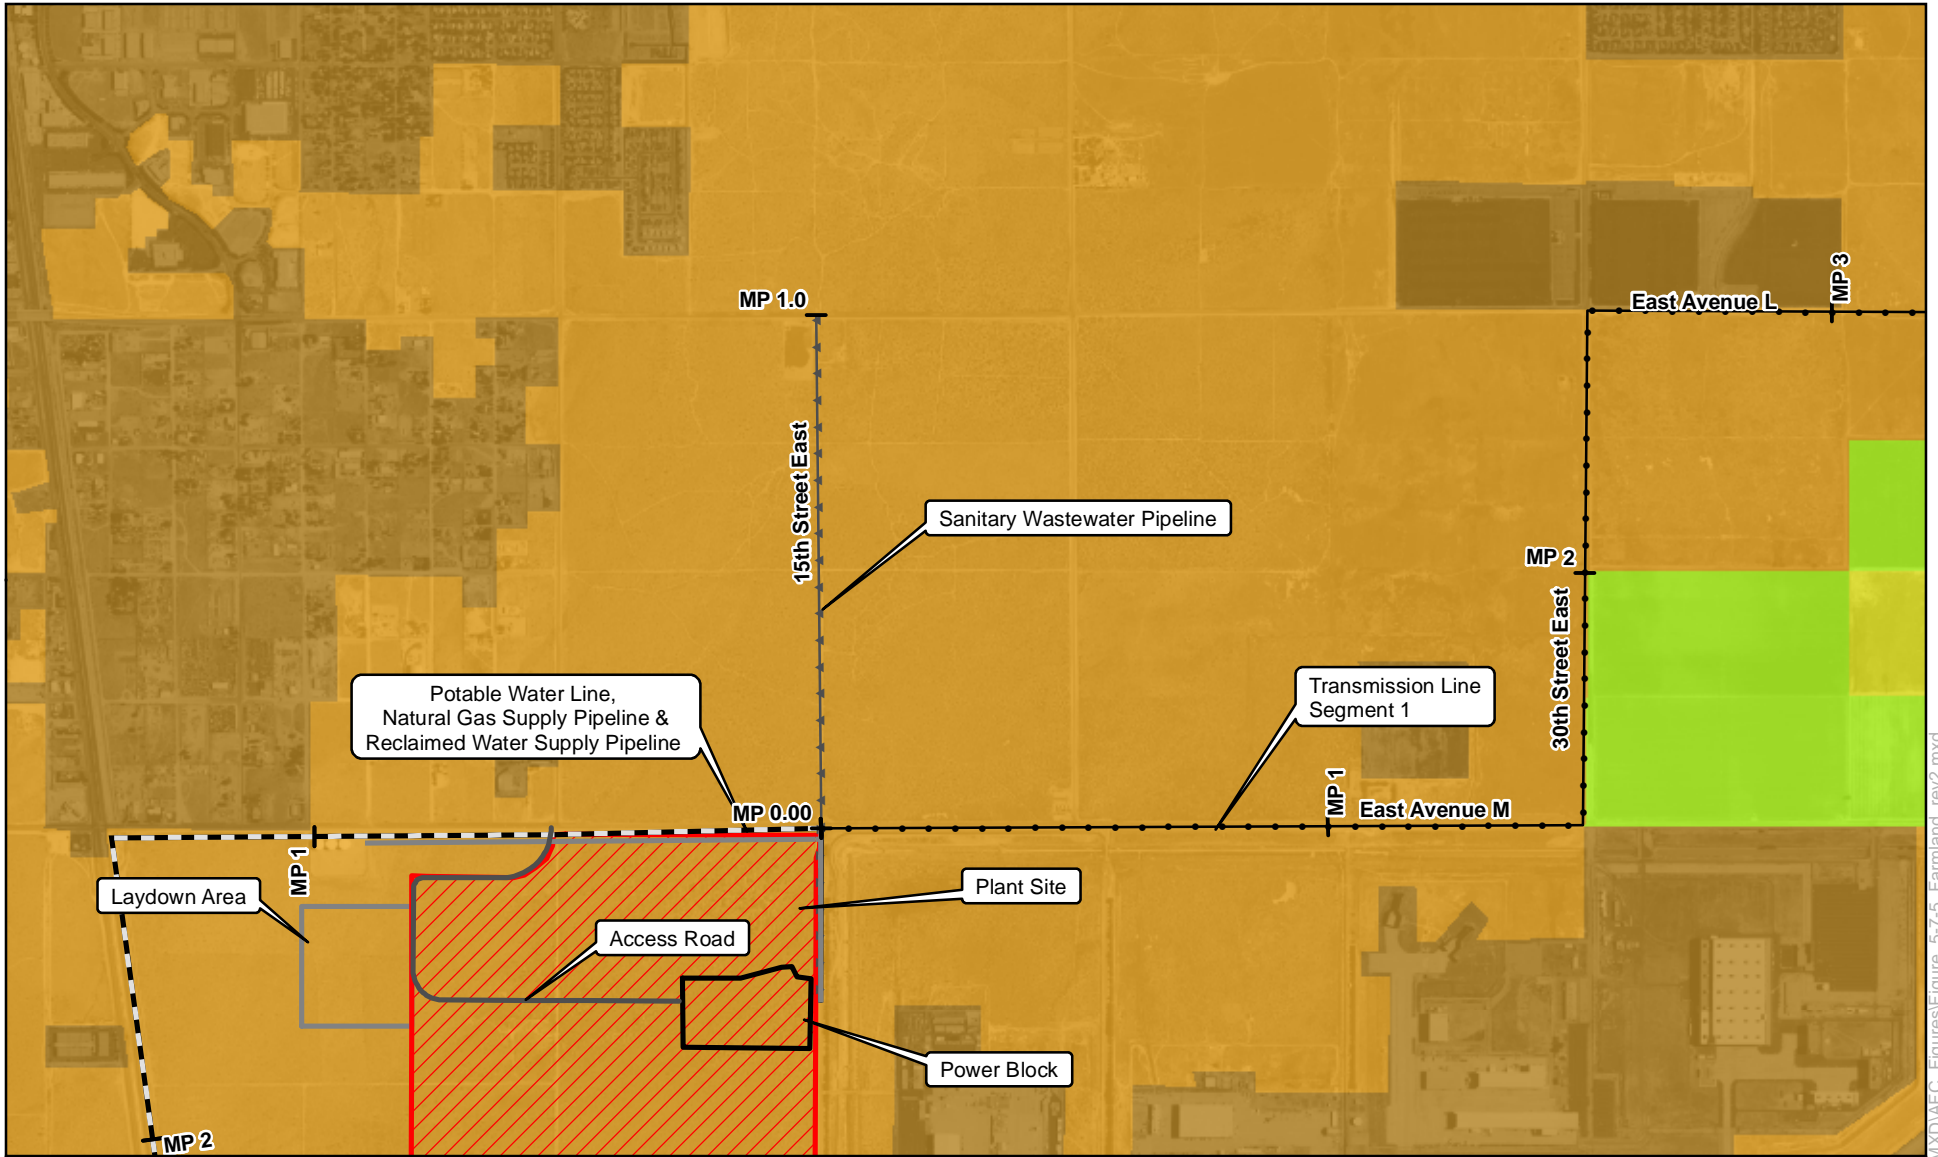 MP 1.0
East Avenue L
MP 3
15th Street East
Sanitary Wastewater Pipeline
MP 2
30th Street East
Potable Water Line,
Natural Gas Supply Pipeline &
Reclaimed Water Supply Pipeline
Transmission Line
Segment 1
MP 0.00
MP 1
East Avenue M
MP 1
Laydown Area
Plant Site
Access Road
Power Block
MP 2